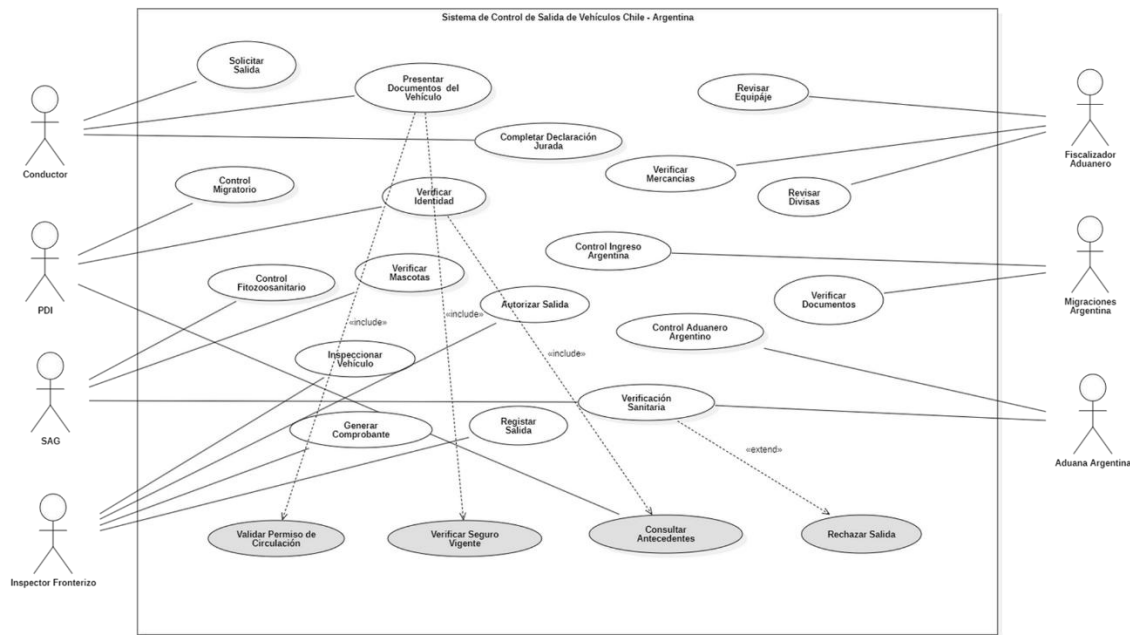 Sistema de Control de Salida de Vehículos Chile - Argentina
Solicitar
Salida
Presentar
Documentos del
Vehículo
Revisar
Equipáje
Conductor
Completar Declaración
Jurada
Fiscalizador
Aduanero
Verificar
Mercancias
Control
Migratorio
Verificar
Identidad
Revisar
Divisas
PDI
Control Ingreso
Argentina
Control
Fitozoosanitario
Verificar
Mascotas
Verificar
Documentos
Migraciones
Argentina
Autorizar Salida
«include»
«include»
Control Aduanero
Argentino
Inspeccionar
Vehículo
«include»
SAG
Verificación
Sanitaria
Generar
Comprobante
Registar
Salida
«extend»
Aduana Argentina
Validar Permiso de
Circulación
Verificar Seguro
Vigente
Consultar
Antecedentes
Rechazar Salida
Inspector Fronterizo